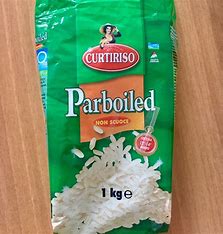 CURTIRISO
Parboiled
NON SCUOCE
1 kg e